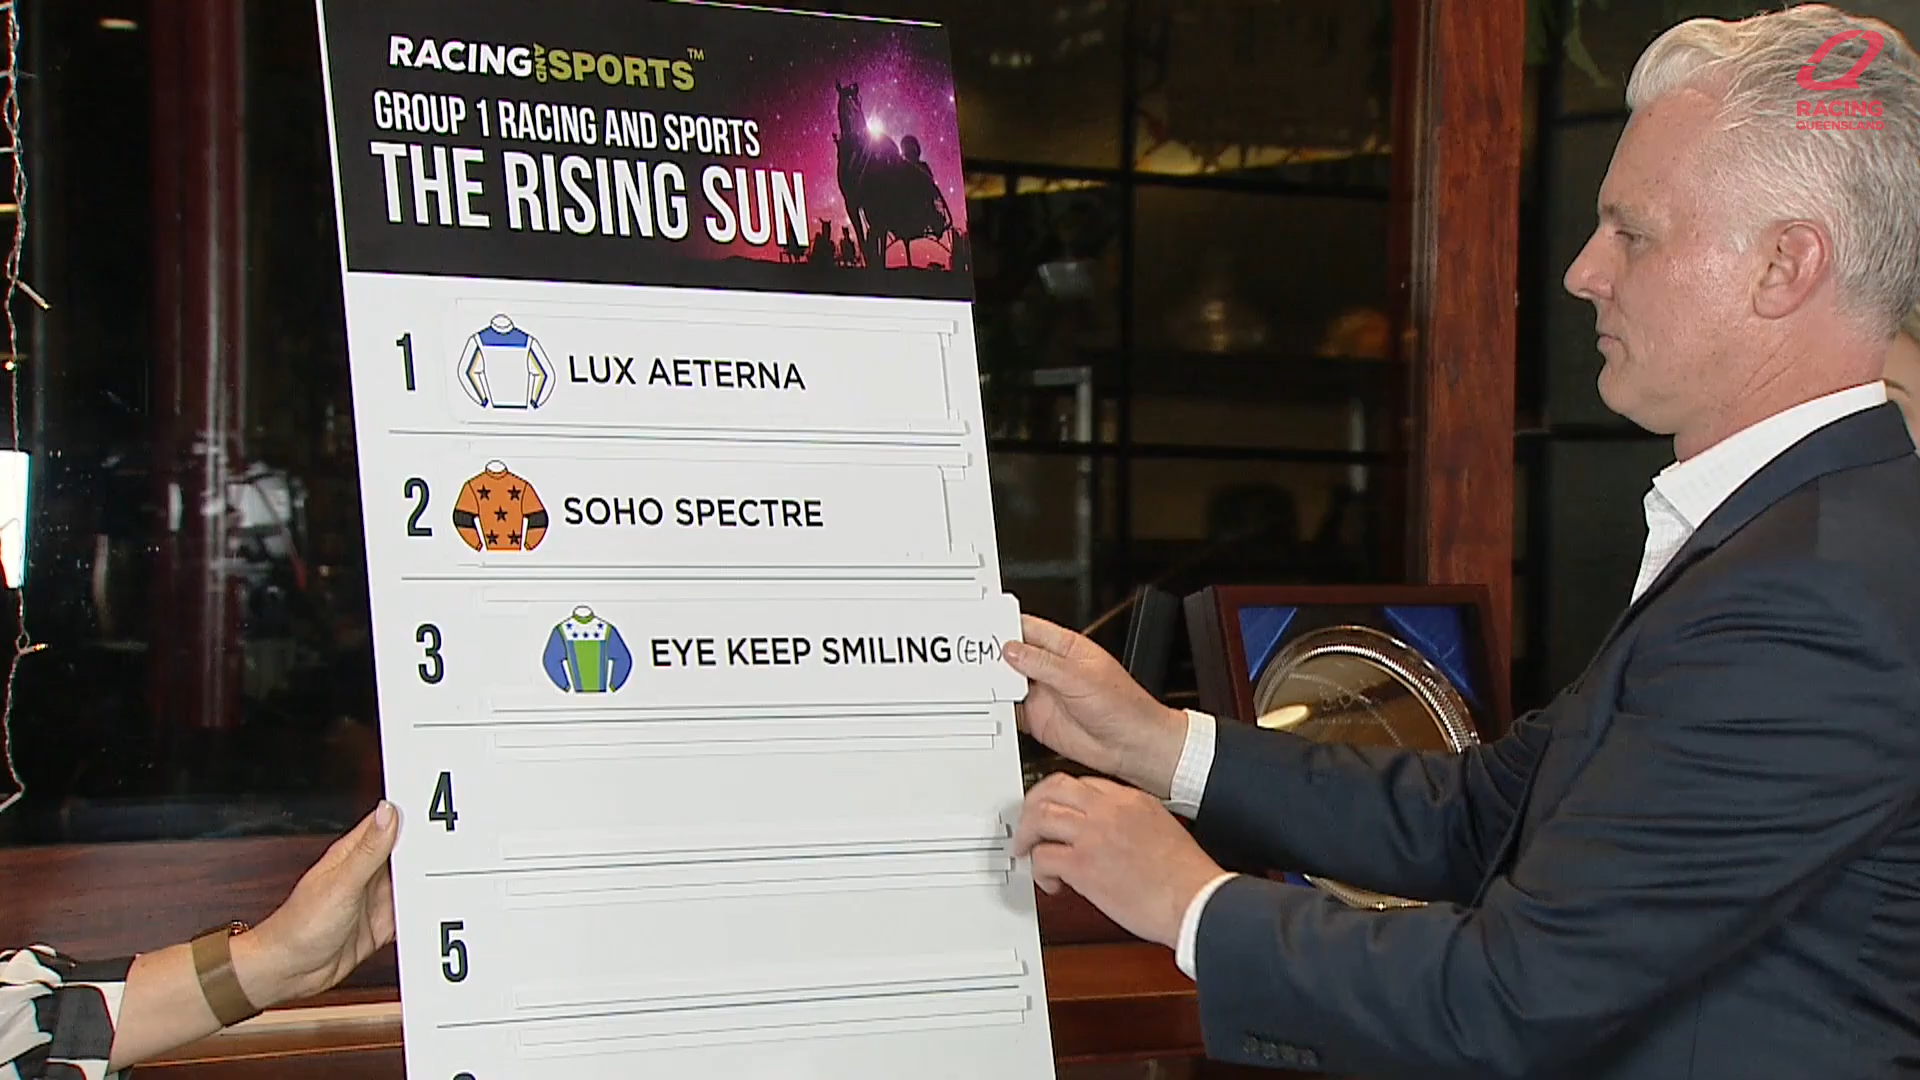 RACING AND SPORTS™
GROUP 1 RACING AND SPORTS
THE RISING SUN
1 LUX AETERNA
2 SOHO SPECTRE
3 EYE KEEP SMILING (EM)
4
5
RACING
QUEENSLAND